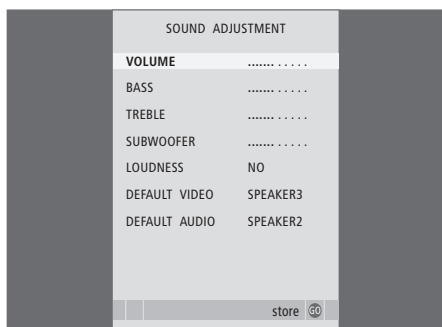 SOUND ADJUSTMENT
VOLUME ............
BASS ............
TREBLE ............
SUBWOOFER ............
LOUDNESS NO
DEFAULT VIDEO SPEAKER3
DEFAULT AUDIO SPEAKER2
store GO